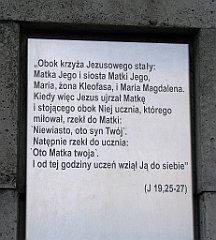 „Obok krzyża Jezusowego stały:
Matka Jego i siosta Matki Jego,
Maria, żona Kleofasa, i Maria Magdalena.
Kiedy więc Jezus ujrzał Matkę
i stojącego obok Niej ucznia, którego
miłował, rzekł do Matki:
`Niewiasto, oto syn Twój`.
Natępnie rzekł do ucznia:
`Oto Matka twoja`.
I od tej godziny uczeń wziął Ją do siebie”
(J 19,25-27)